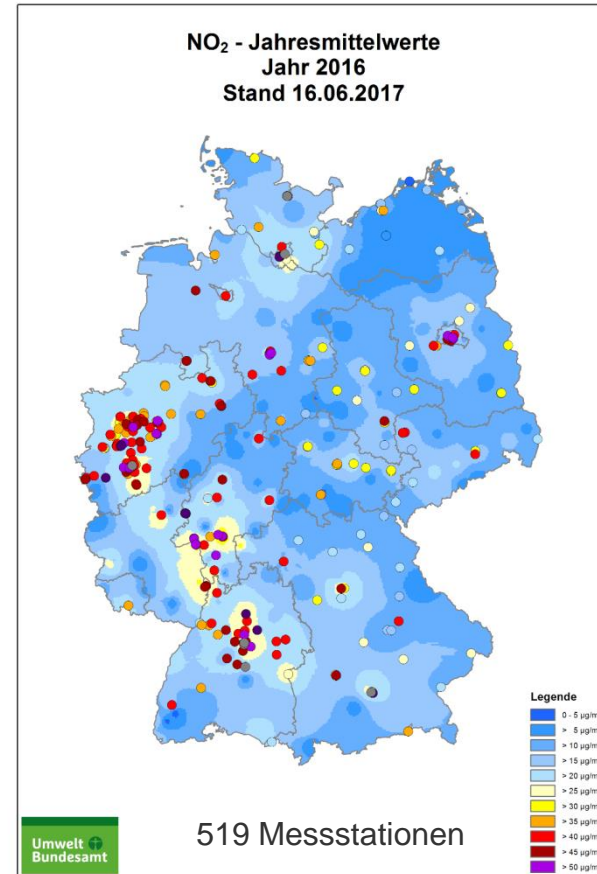 NO₂ - Jahresmittelwerte
Jahr 2016
Stand 16.06.2017
Legende
0 - 5 µg/m
> 5 µg/m
> 10 µg/m
> 15 µg/m
> 20 µg/m
> 25 µg/m
> 30 µg/m
> 35 µg/m
> 40 µg/m
> 45 µg/m
> 50 µg/m
519 Messstationen
Umwelt
Bundesamt